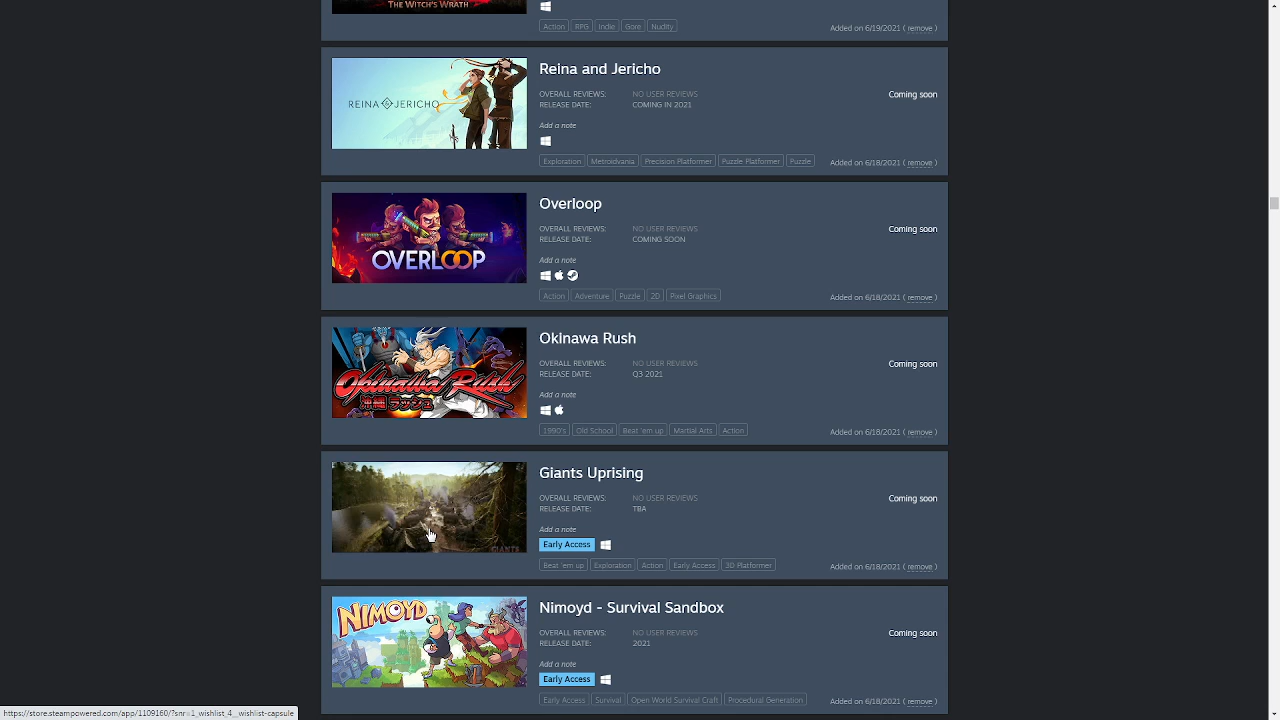 THE WITCH'S WRATH
Action RPG Indie Gore Nudity
Added on 6/19/2021 ( remove )
REINA & JERICHO
Reina and Jericho
OVERALL REVIEWS: NO USER REVIEWS
Coming soon
RELEASE DATE: COMING IN 2021
Add a note
Exploration Metroidvania Precision Platformer Puzzle Platformer Puzzle
Added on 6/18/2021 ( remove )
OVERLOOP
Overloop
OVERALL REVIEWS: NO USER REVIEWS
Coming soon
RELEASE DATE: COMING SOON
Add a note
Action Adventure Puzzle 2D Pixel Graphics
Added on 6/18/2021 ( remove )
Okinawa Rush
沖縄 ラッシュ
Okinawa Rush
OVERALL REVIEWS: NO USER REVIEWS
Coming soon
RELEASE DATE: Q3 2021
Add a note
1990's Old School Beat 'em up Martial Arts Action
Added on 6/18/2021 ( remove )
GIANTS
Giants Uprising
OVERALL REVIEWS: NO USER REVIEWS
Coming soon
RELEASE DATE: TBA
Add a note
Early Access
Beat 'em up Exploration Action Early Access 3D Platformer
Added on 6/18/2021 ( remove )
NIMOYD
Nimoyd - Survival Sandbox
OVERALL REVIEWS: NO USER REVIEWS
Coming soon
RELEASE DATE: 2021
Add a note
Early Access
Early Access Survival Open World Survival Craft Procedural Generation
Added on 6/18/2021 ( remove )
https://store.steampowered.com/app/1109160/?snr=1_wishlist_4__wishlist-capsule